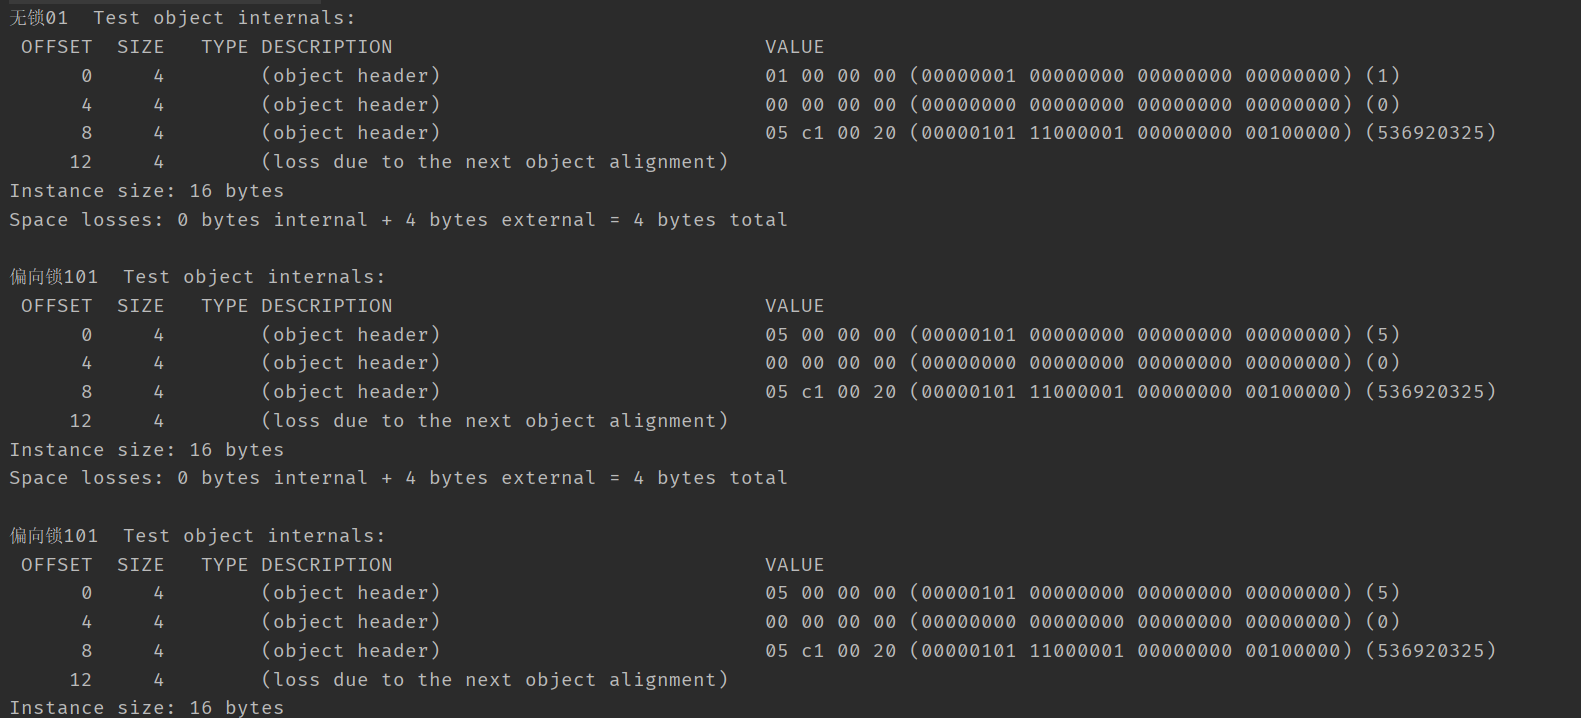 无锁01  Test object internals:
 OFFSET  SIZE   TYPE DESCRIPTION                               VALUE
      0     4        (object header)                           01 00 00 00 (00000001 00000000 00000000 00000000) (1)
      4     4        (object header)                           00 00 00 00 (00000000 00000000 00000000 00000000) (0)
      8     4        (object header)                           05 c1 00 20 (00000101 11000001 00000000 00100000) (536920325)
     12     4        (loss due to the next object alignment)
Instance size: 16 bytes
Space losses: 0 bytes internal + 4 bytes external = 4 bytes total

偏向锁101  Test object internals:
 OFFSET  SIZE   TYPE DESCRIPTION                               VALUE
      0     4        (object header)                           05 00 00 00 (00000101 00000000 00000000 00000000) (5)
      4     4        (object header)                           00 00 00 00 (00000000 00000000 00000000 00000000) (0)
      8     4        (object header)                           05 c1 00 20 (00000101 11000001 00000000 00100000) (536920325)
     12     4        (loss due to the next object alignment)
Instance size: 16 bytes
Space losses: 0 bytes internal + 4 bytes external = 4 bytes total

偏向锁101  Test object internals:
 OFFSET  SIZE   TYPE DESCRIPTION                               VALUE
      0     4        (object header)                           05 00 00 00 (00000101 00000000 00000000 00000000) (5)
      4     4        (object header)                           00 00 00 00 (00000000 00000000 00000000 00000000) (0)
      8     4        (object header)                           05 c1 00 20 (00000101 11000001 00000000 00100000) (536920325)
     12     4        (loss due to the next object alignment)
Instance size: 16 bytes